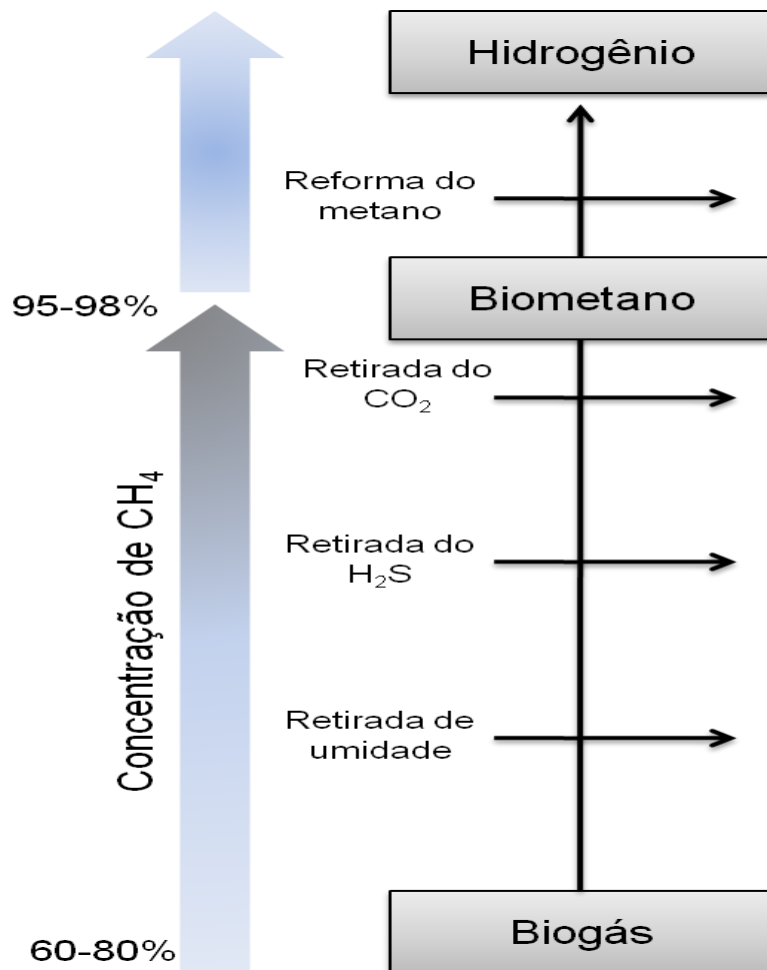 Hidrogênio
Reforma do
metano
95-98%
Biometano
Retirada do
CO₂
Concentração de CH₄
Retirada do
H₂S
Retirada de
umidade
Biogás
60-80%